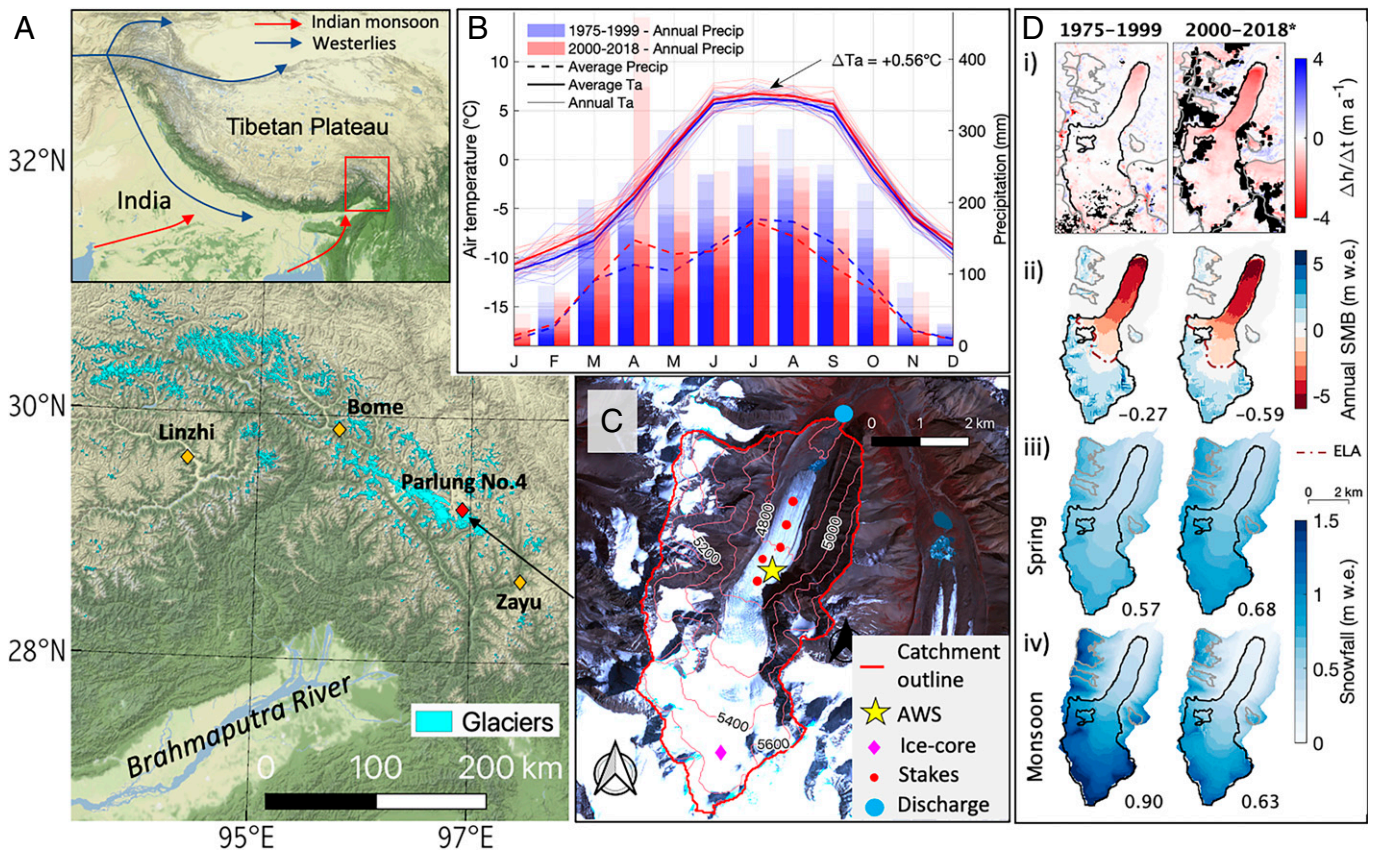 A
Indian monsoon
Westerlies
Tibetan Plateau
32°N
India
30°N
Bome
Linzhi
Parlung No.4
Zayu
28°N
Brahmaputra River
Glaciers
0 100 200 km
95°E 97°E
B
1975-1999 - Annual Precip
2000-2018 - Annual Precip
Average Precip
Average Ta
Annual Ta
ΔTa = +0.56°C
Air temperature (°C)
10
5
0
-5
-10
-15
Precipitation (mm)
400
300
200
100
0
J F M A M J J A S O N D
C
0 1 2 km
4800
5000
5200
5400
5600
Catchment
outline
AWS
Ice-core
Stakes
Discharge
D
1975-1999 2000-2018*
i)
4
0
-4
Δh/Δt (m a⁻¹)
ii)
5
0
-5
Annual SMB (m w.e.)
-0.27 -0.59
iii)
ELA
0 2 km
Spring
0.57 0.68
1.5
1
0.5
0
Snowfall (m w.e.)
iv)
Monsoon
0.90 0.63